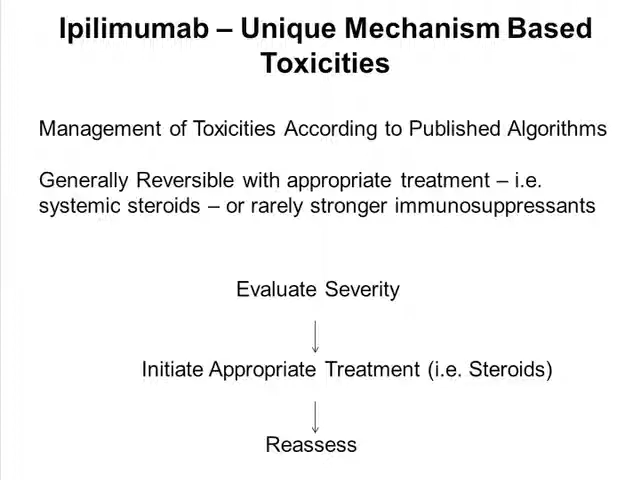 Ipilimumab – Unique Mechanism Based
Toxicities
Management of Toxicities According to Published Algorithms
Generally Reversible with appropriate treatment – i.e.
systemic steroids – or rarely stronger immunosuppressants
Evaluate Severity
Initiate Appropriate Treatment (i.e. Steroids)
Reassess